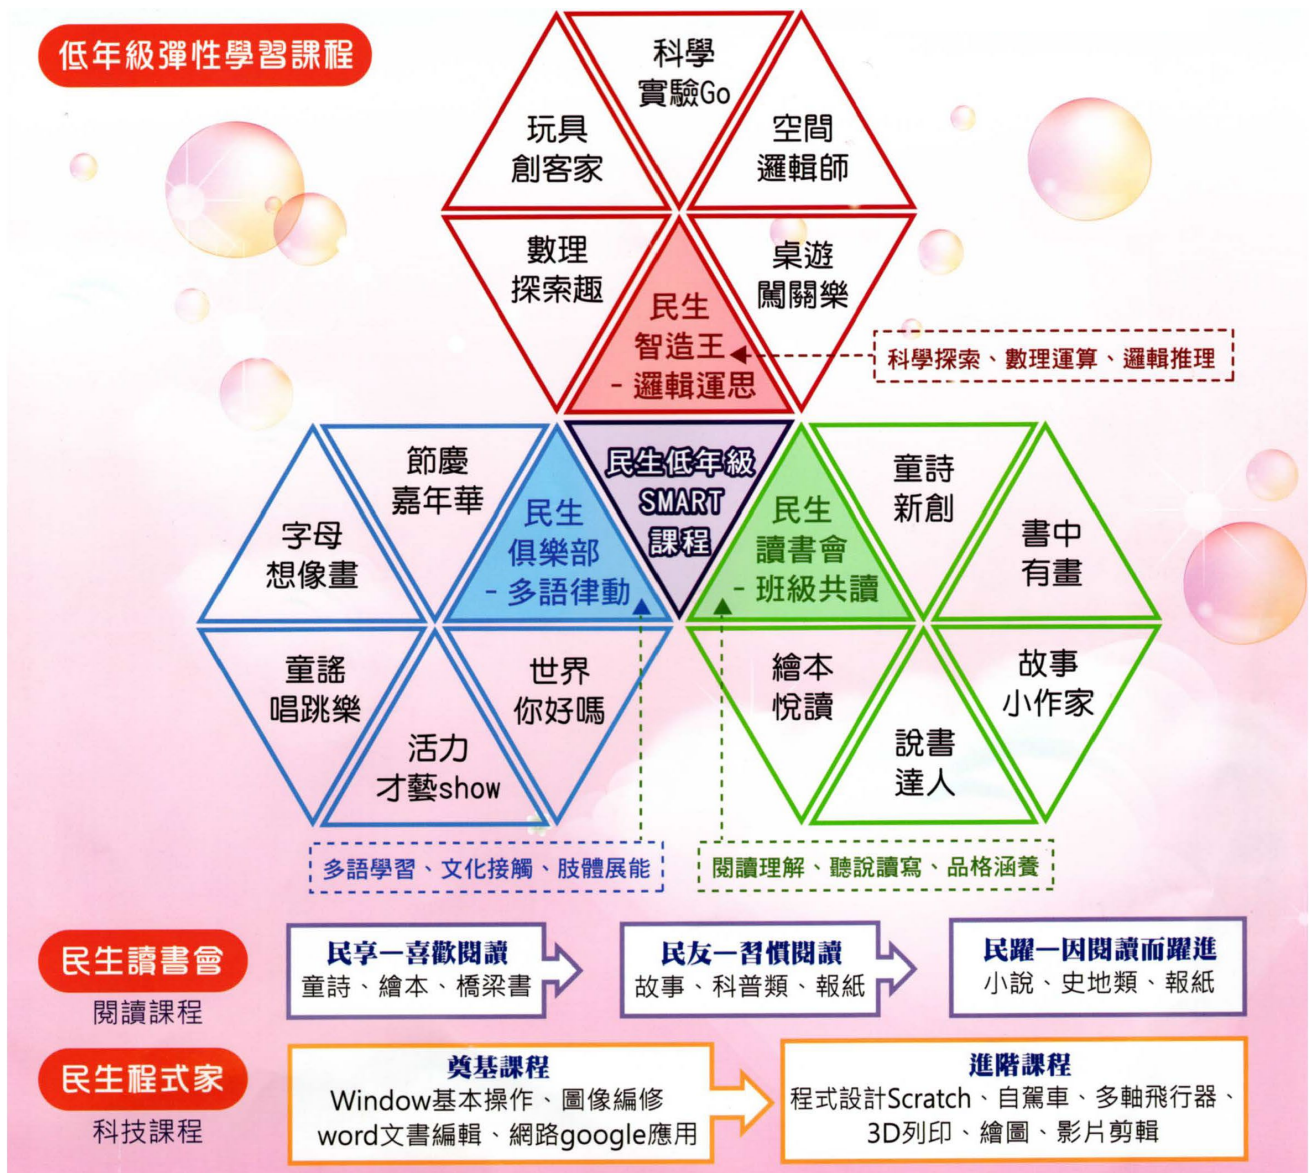 低年級彈性學習課程
科學
實驗Go
玩具
創客家
空間
邏輯師
數理
探索趣
桌遊
闖關樂
民生
智造王
- 邏輯運思
科學探索、數理運算、邏輯推理
節慶
嘉年華
字母
想像畫
民生
俱樂部
- 多語律動
民生低年級
SMART
課程
民生
讀書會
- 班級共讀
童詩
新創
書中
有畫
童謠
唱跳樂
活力
才藝show
世界
你好嗎
繪本
悅讀
說書
達人
故事
小作家
多語學習、文化接觸、肢體展能
閱讀理解、聽說讀寫、品格涵養
民生讀書會
閱讀課程
民享—喜歡閱讀
童詩、繪本、橋梁書
民友—習慣閱讀
故事、科普類、報紙
民躍—因閱讀而躍進
小說、史地類、報紙
民生程式家
科技課程
奠基課程
Window基本操作、圖像編修
word文書編輯、網路google應用
進階課程
程式設計Scratch、自駕車、多軸飛行器、
3D列印、繪圖、影片剪輯